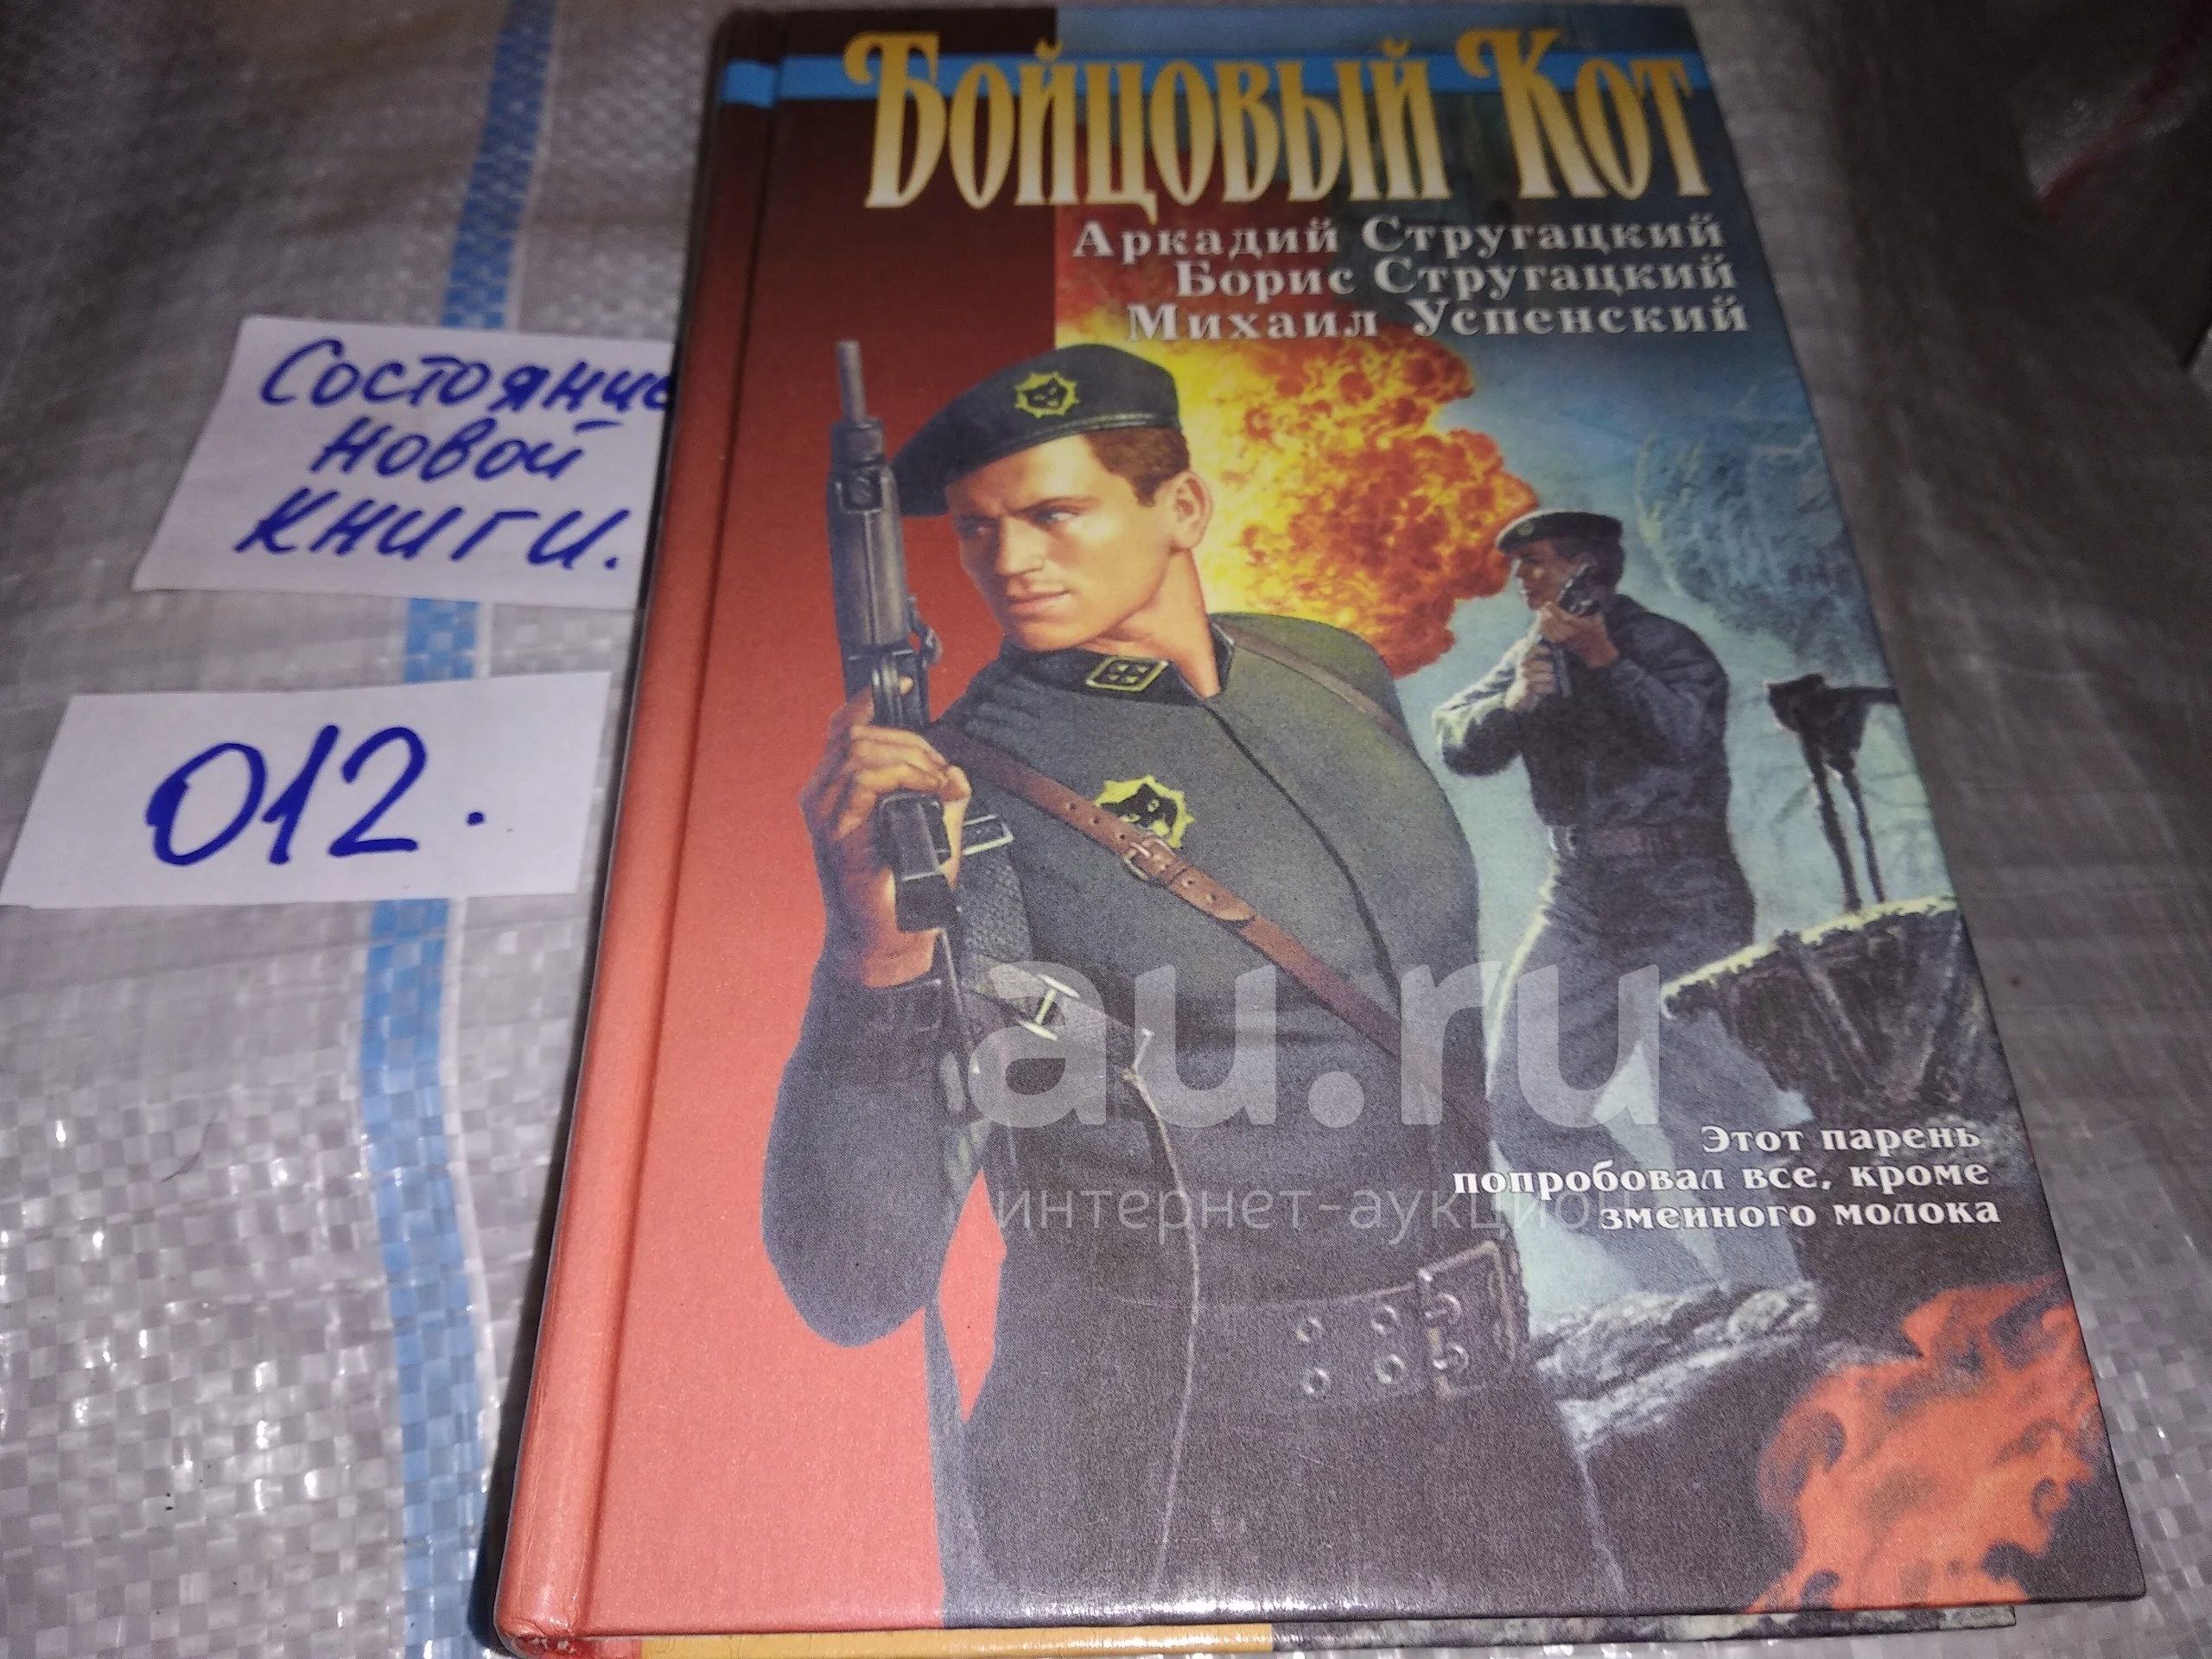 Бойцовый Кот
Аркадий Стругацкий
Борис Стругацкий
Михаил Успенский
Состояние
новой
книги.
012.
au.ru
интернет-аукцион
Этот парень
попробовал все, кроме
змеиного молока